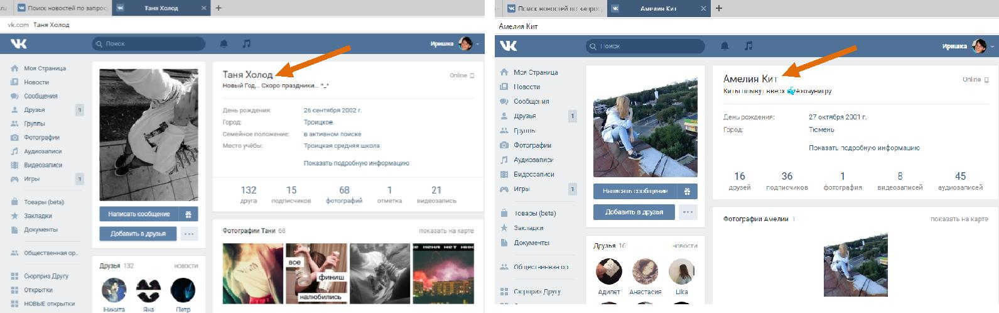 .ru
Поиск новостей по запросу
Таня Холод
vk.com Таня Холод
Поиск
Иришка
Моя Страница
Новости
Сообщения
Друзья 1
Группы
Фотографии
Аудиозаписи
Видеозаписи
Игры 1
Товары (beta)
Закладки
Документы
Общественная ор..
Сюрприз Другу
Открытки
НОВЫЕ открытки
Написать сообщение
Добавить в друзья
Друзья 132 новости
Никита Яна Петр
Таня Холод
Online
Новый Год... Скоро праздники... *_*
День рождения: 26 сентября 2002 г.
Город: Троицкое
Семейное положение: в активном поиске
Место учёбы: Троицкая средняя школа
Показать подробную информацию
132 15 68 1 21
друга подписчиков фотографий отметка видеозапись
Фотографии Тани 68 показать на карте
все
финиш
налюбились
все меня нет ник
Поиск новостей по запросу
Амелия Кит
Амелия Кит
Поиск
Иришка
Моя Страница
Новости
Сообщения
Друзья 1
Группы
Фотографии
Аудиозаписи
Видеозаписи
Игры 1
Товары (beta)
Закладки
Документы
Общественная ор...
Сюрприз Другу
Написать сообщение
Добавить в друзья
Друзья 16 новости
Адилет Анастасия Lika
Амелия Кит
Online
Киты плывут вверх 🐳#хочувигру
День рождения: 27 октября 2001 г.
Город: Тюмень
Показать подробную информацию
16 36 1 8 45
друзей подписчиков фотография видеозаписей аудиозаписей
Фотографии Амелии 1 показать на карте